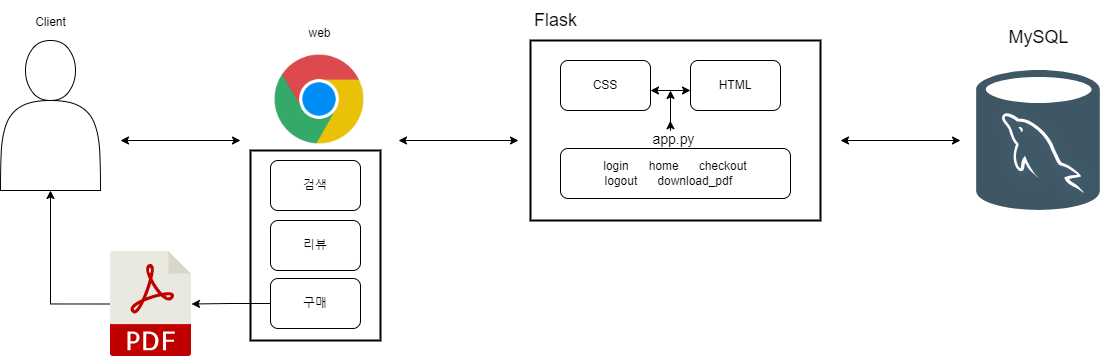 Client
web
Flask
MySQL
CSS
HTML
app.py
login home checkout
logout download_pdf
검색
리뷰
구매
PDF